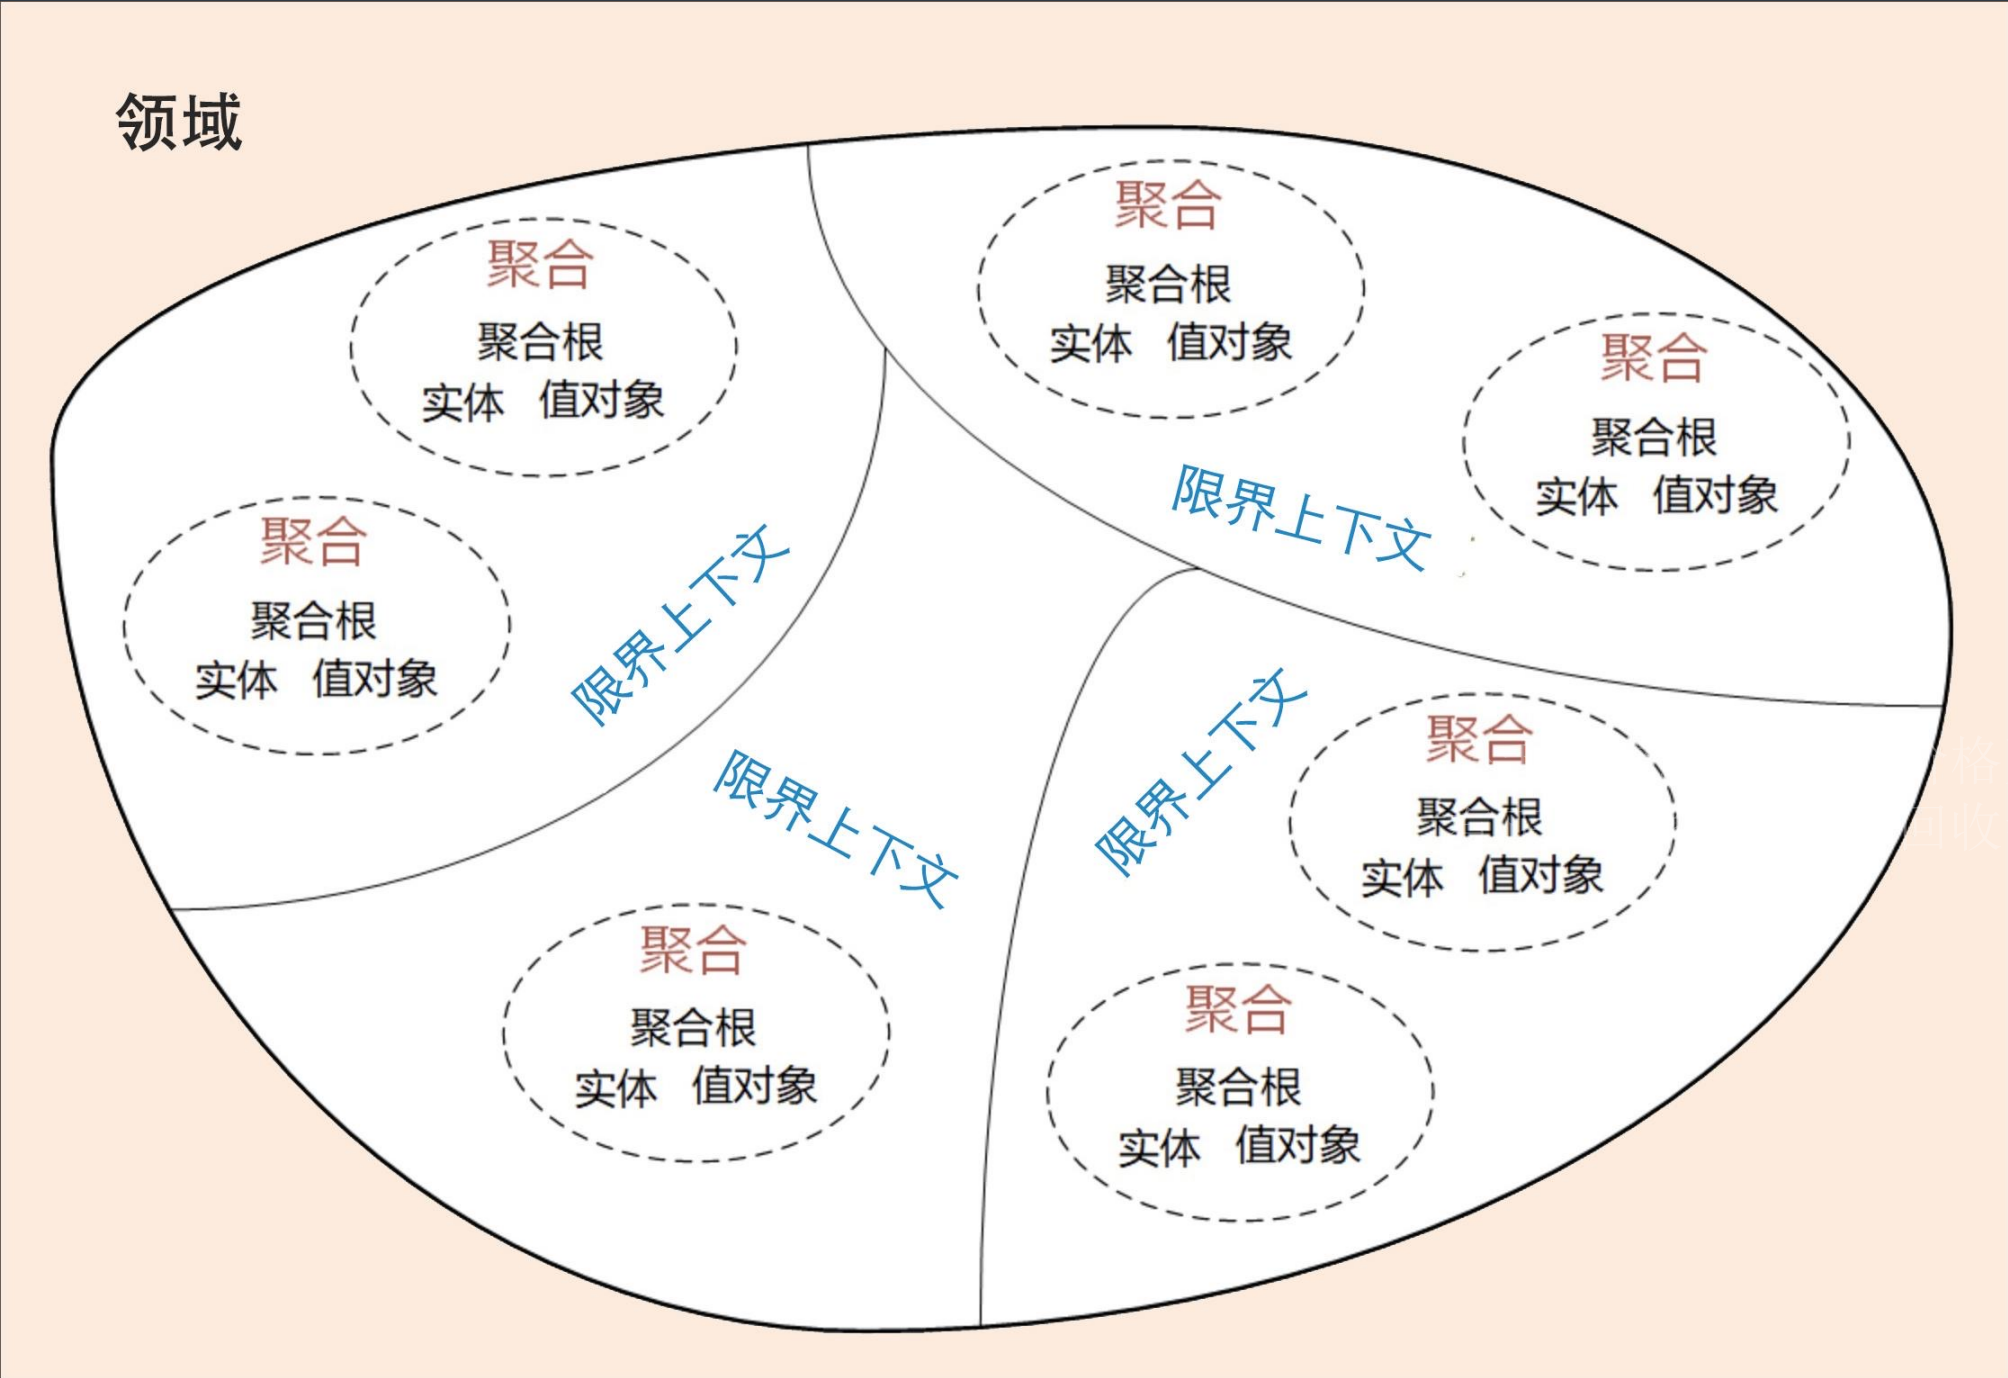 领域
聚合
聚合根
实体 值对象
聚合
聚合根
实体 值对象
限界上下文
聚合
聚合根
实体 值对象
聚合
聚合根
实体 值对象
限界上下文
限界上下文
聚合
聚合根
实体 值对象
限界上下文
聚合
聚合根
实体 值对象
聚合
聚合根
实体 值对象
格
回收